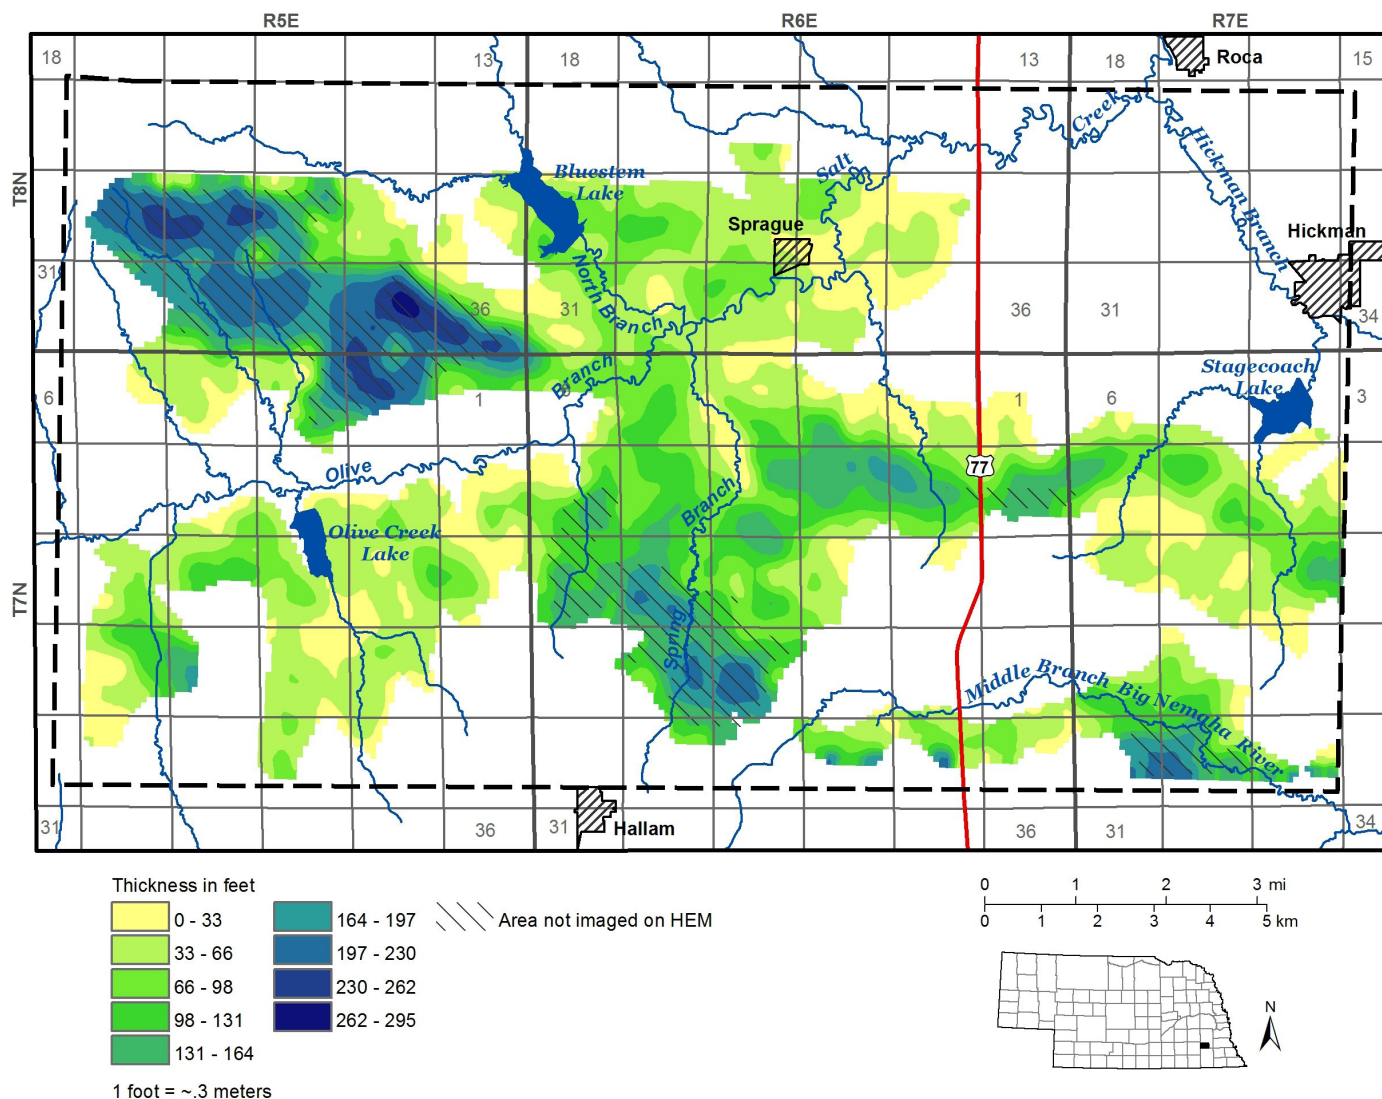 R5E
R6E
R7E
18
13
18
13
18
15
Roca
T8N
Creek
Hickman Branch
Bluestem
Lake
Salt
Sprague
Hickman
31
North Branch
36
31
36
31
34
Branch
Stagecoach
Lake
6
1
6
1
6
3
Olive
77
Branch
Olive Creek
Lake
T7N
Spring
Middle Branch Big Nemaha River
31
36
31
Hallam
36
31
34
Thickness in feet
0 - 33
33 - 66
66 - 98
98 - 131
131 - 164
164 - 197
197 - 230
230 - 262
262 - 295
Area not imaged on HEM
1 foot = ~.3 meters
0 1 2 3 mi
0 1 2 3 4 5 km
N